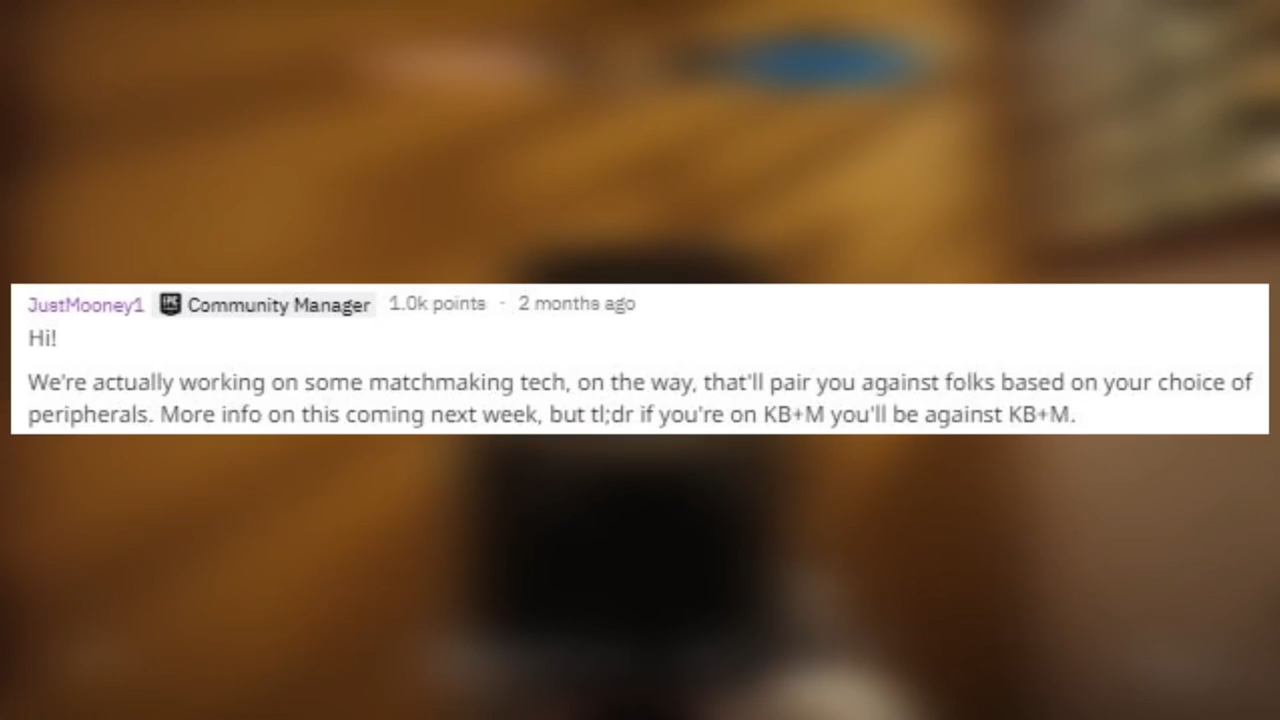 JustMooney1 EPIC Community Manager 1.0k points · 2 months ago
Hi!
We're actually working on some matchmaking tech, on the way, that'll pair you against folks based on your choice of
peripherals. More info on this coming next week, but tl;dr if you're on KB+M you'll be against KB+M.